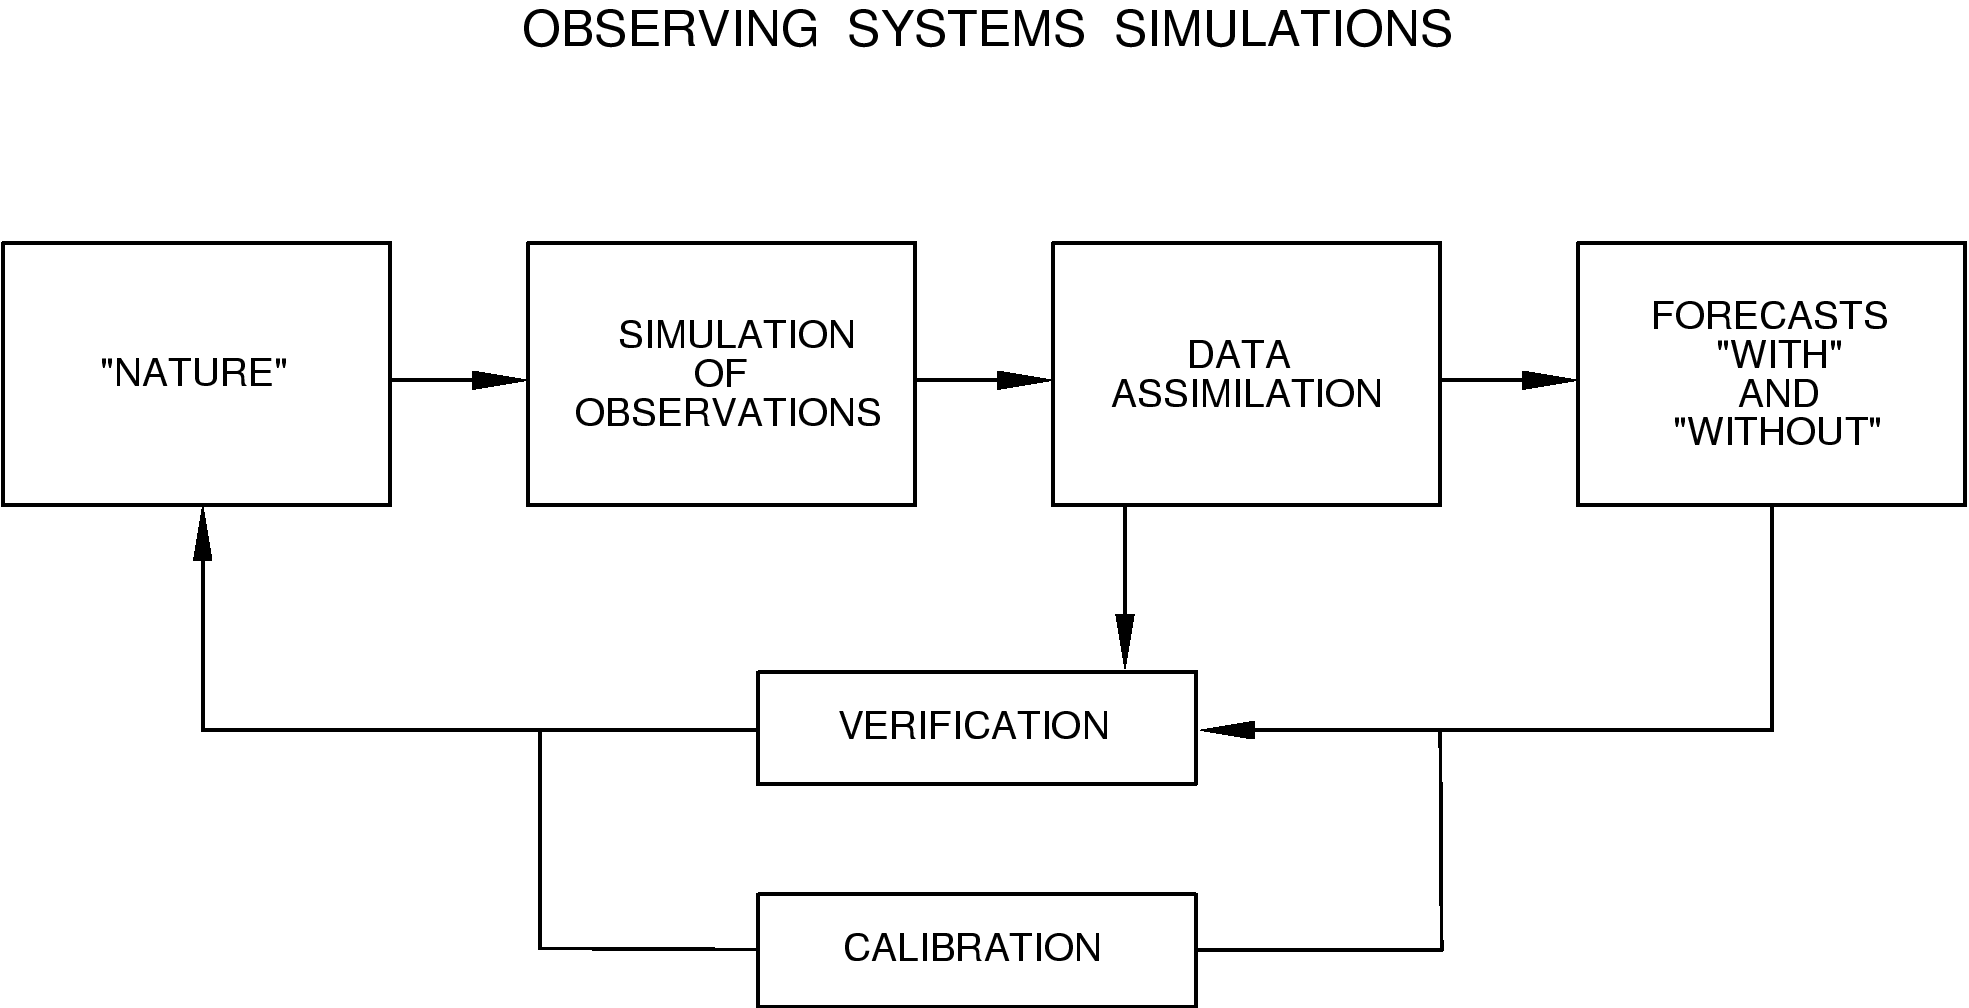 OBSERVING SYSTEMS SIMULATIONS
"NATURE"
SIMULATION
OF
OBSERVATIONS
DATA
ASSIMILATION
FORECASTS
"WITH"
AND
"WITHOUT"
VERIFICATION
CALIBRATION